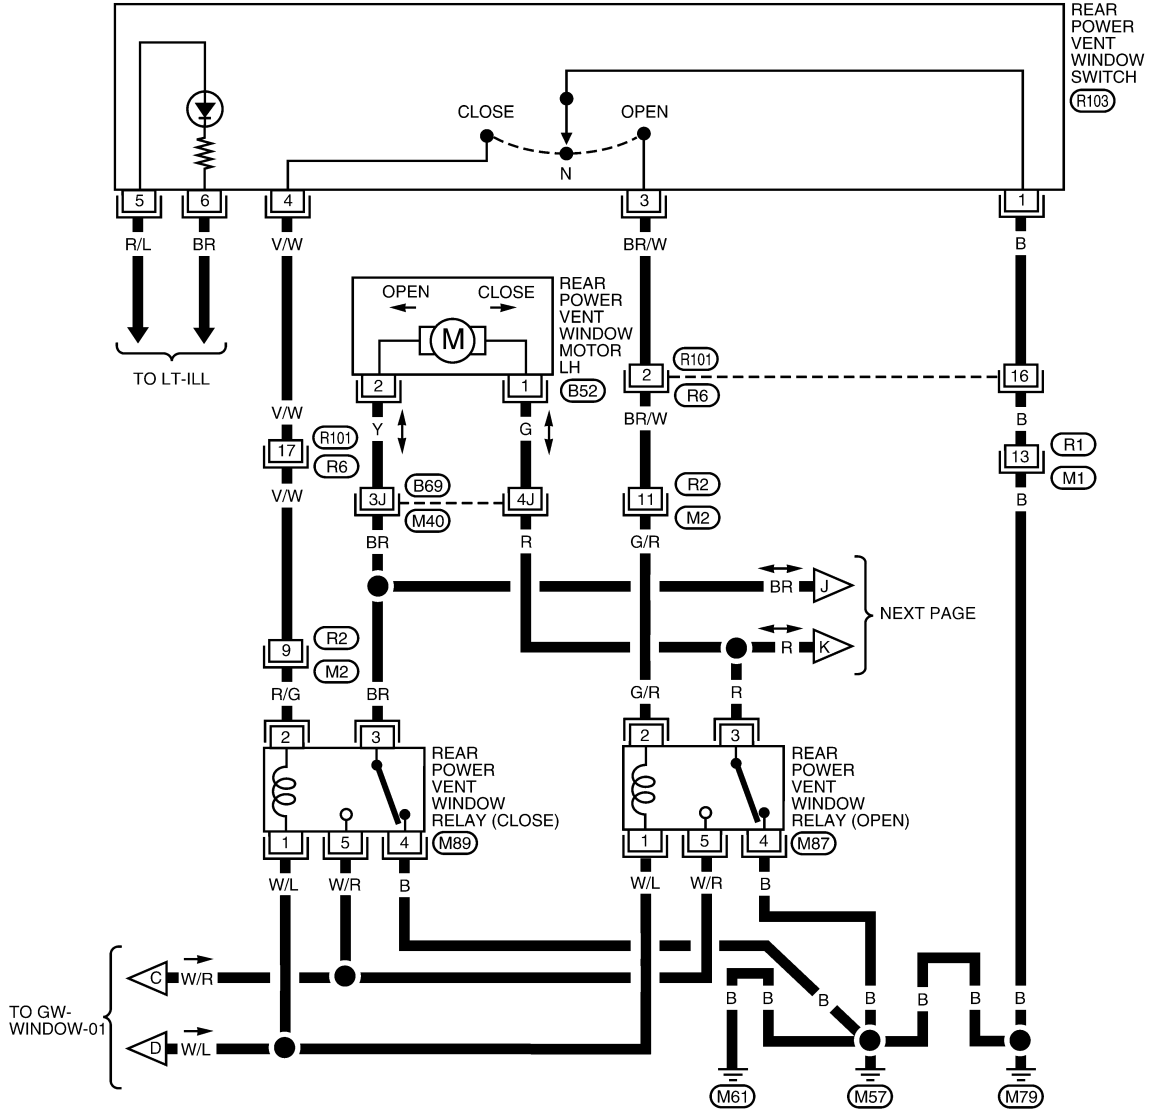 REAR
POWER
VENT
WINDOW
SWITCH
R103
CLOSE
OPEN
N
5
6
4
3
1
R/L
BR
V/W
BR/W
B
REAR
POWER
VENT
WINDOW
MOTOR
LH
B52
OPEN
CLOSE
M
2
1
TO LT-ILL
2
R101
R6
16
V/W
Y
G
BR/W
B
17
R101
R6
13
R1
M1
V/W
3J
B69
M40
4J
11
R2
M2
B
BR
R
G/R
BR
J
NEXT PAGE
R
K
9
R2
M2
R/G
BR
G/R
R
2
3
REAR
POWER
VENT
WINDOW
RELAY (CLOSE)
M89
2
3
REAR
POWER
VENT
WINDOW
RELAY (OPEN)
M87
1
5
4
1
5
4
W/L
W/R
B
W/L
W/R
B
TO GW-
WINDOW-01
C
W/R
D
W/L
B
B
B
B
B
B
B
M61
M57
M79